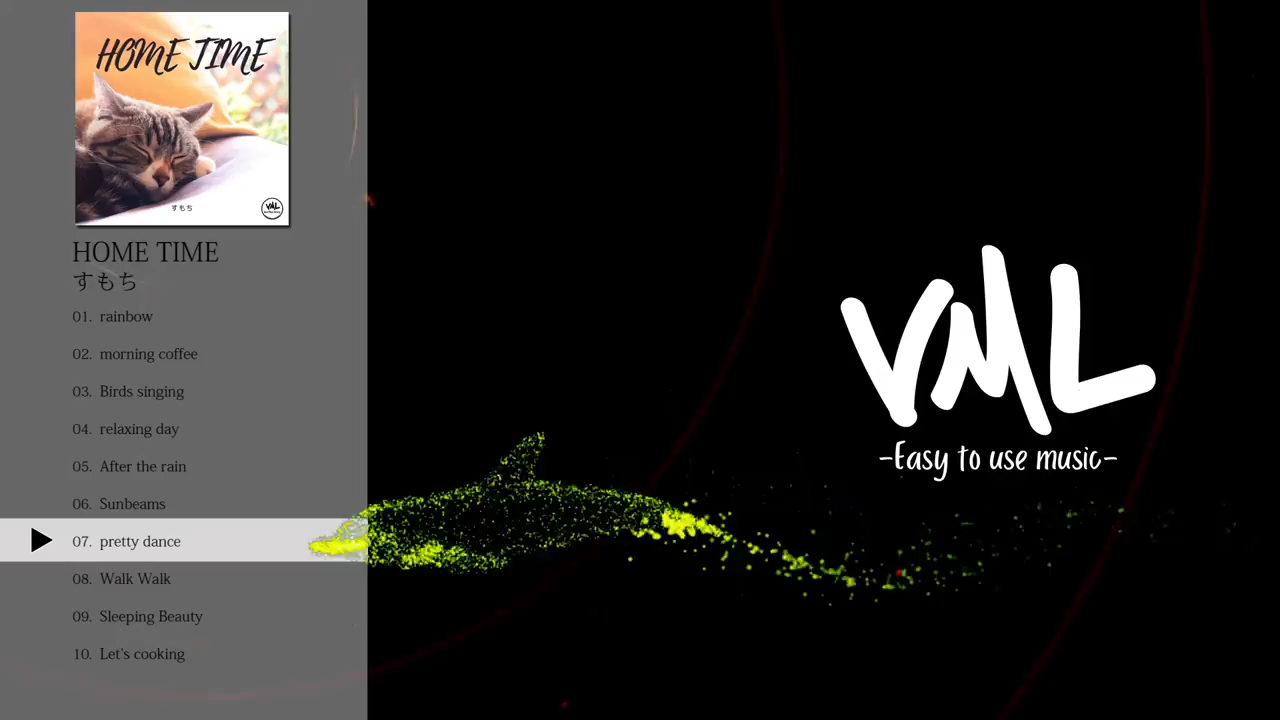 HOME TIME
すもち
VML
HOME TIME
すもち
01. rainbow
02. morning coffee
03. Birds singing
04. relaxing day
05. After the rain
06. Sunbeams
07. pretty dance
08. Walk Walk
09. Sleeping Beauty
10. Let's cooking
VML
-Easy to use music-